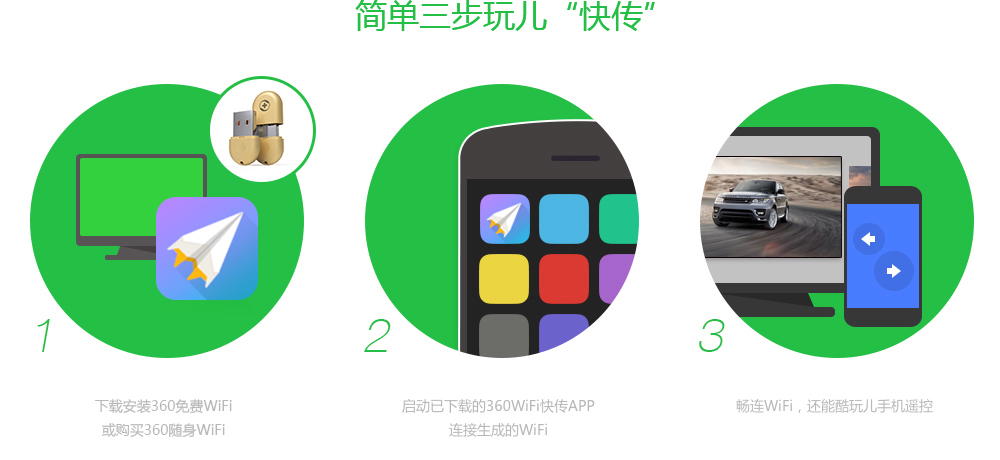 简单三步玩儿“快传”
1
2
3
下载安装360免费WiFi
或购买360随身WiFi
启动已下载的360WiFi快传APP
连接生成的WiFi
畅连WiFi，还能酷玩儿手机遥控